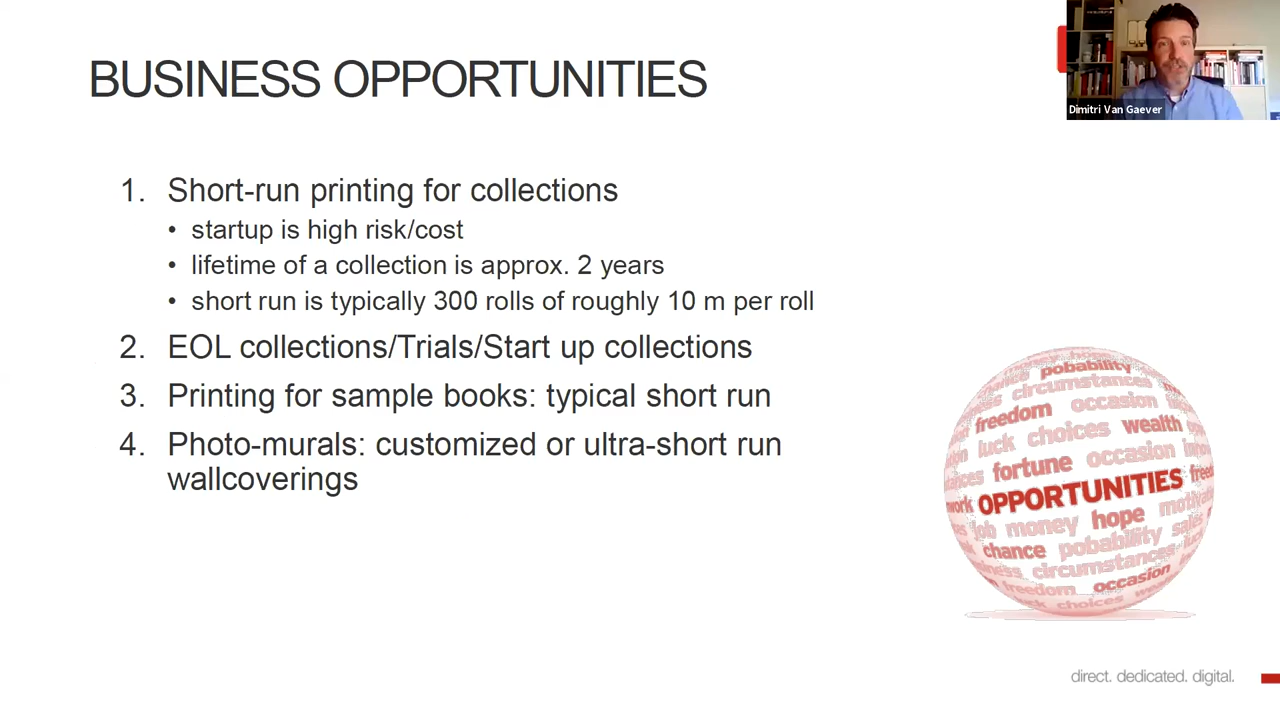 BUSINESS OPPORTUNITIES
Dimitri Van Gaever
1. Short-run printing for collections
• startup is high risk/cost
• lifetime of a collection is approx. 2 years
• short run is typically 300 rolls of roughly 10 m per roll
2. EOL collections/Trials/Start up collections
3. Printing for sample books: typical short run
4. Photo-murals: customized or ultra-short run
wallcoverings
pobability
circumstances
freedom occasion
luck choices wealth
fortune occasion
work OPPORTUNITIES
job money hope
chance pobability
circumstances
freedom occasion
luck choices
direct. dedicated. digital.